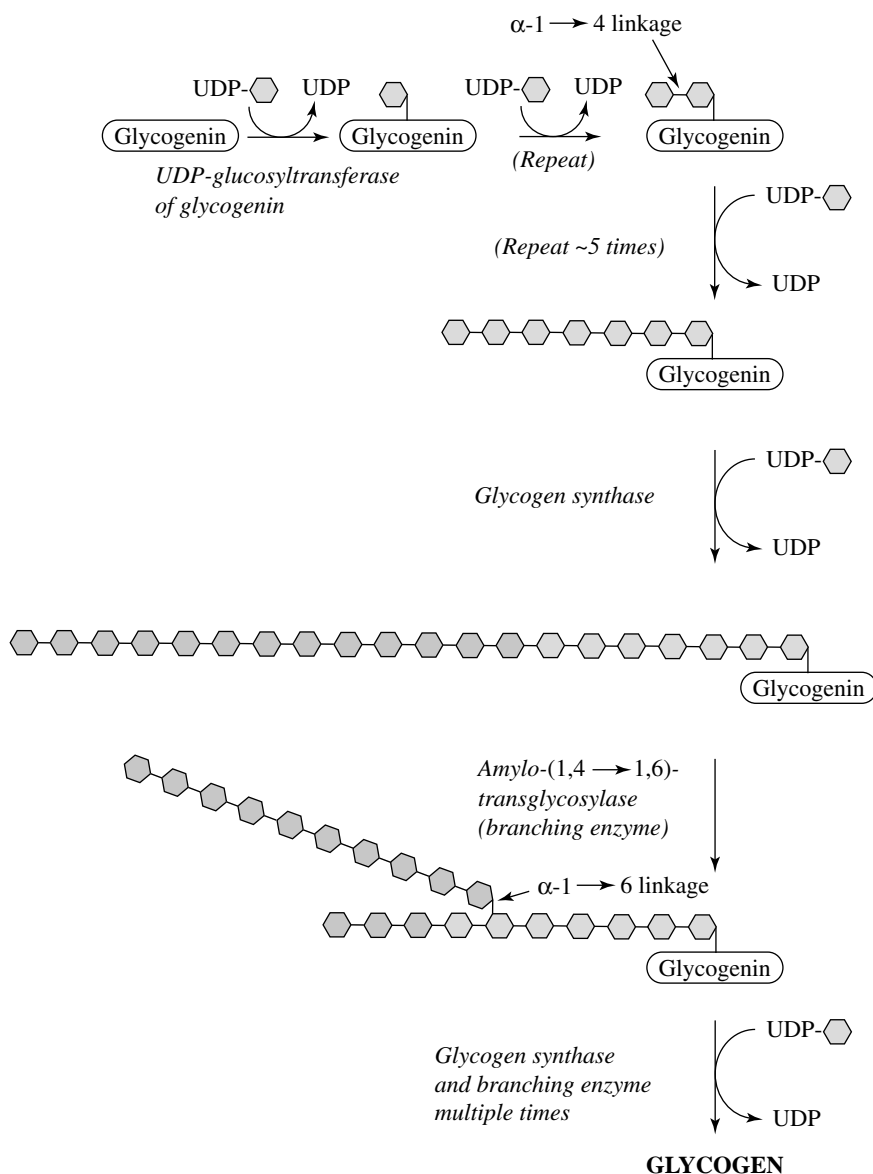 α-1 → 4 linkage
UDP- UDP UDP- UDP
Glycogenin Glycogenin Glycogenin
(Repeat)
UDP-glucosyltransferase
of glycogenin
UDP-
(Repeat ~5 times)
UDP
Glycogenin
UDP-
Glycogen synthase
UDP
Glycogenin
Amylo-(1,4 → 1,6)-
transglycosylase
(branching enzyme)
α-1 → 6 linkage
Glycogenin
UDP-
Glycogen synthase
and branching enzyme
multiple times
UDP
GLYCOGEN